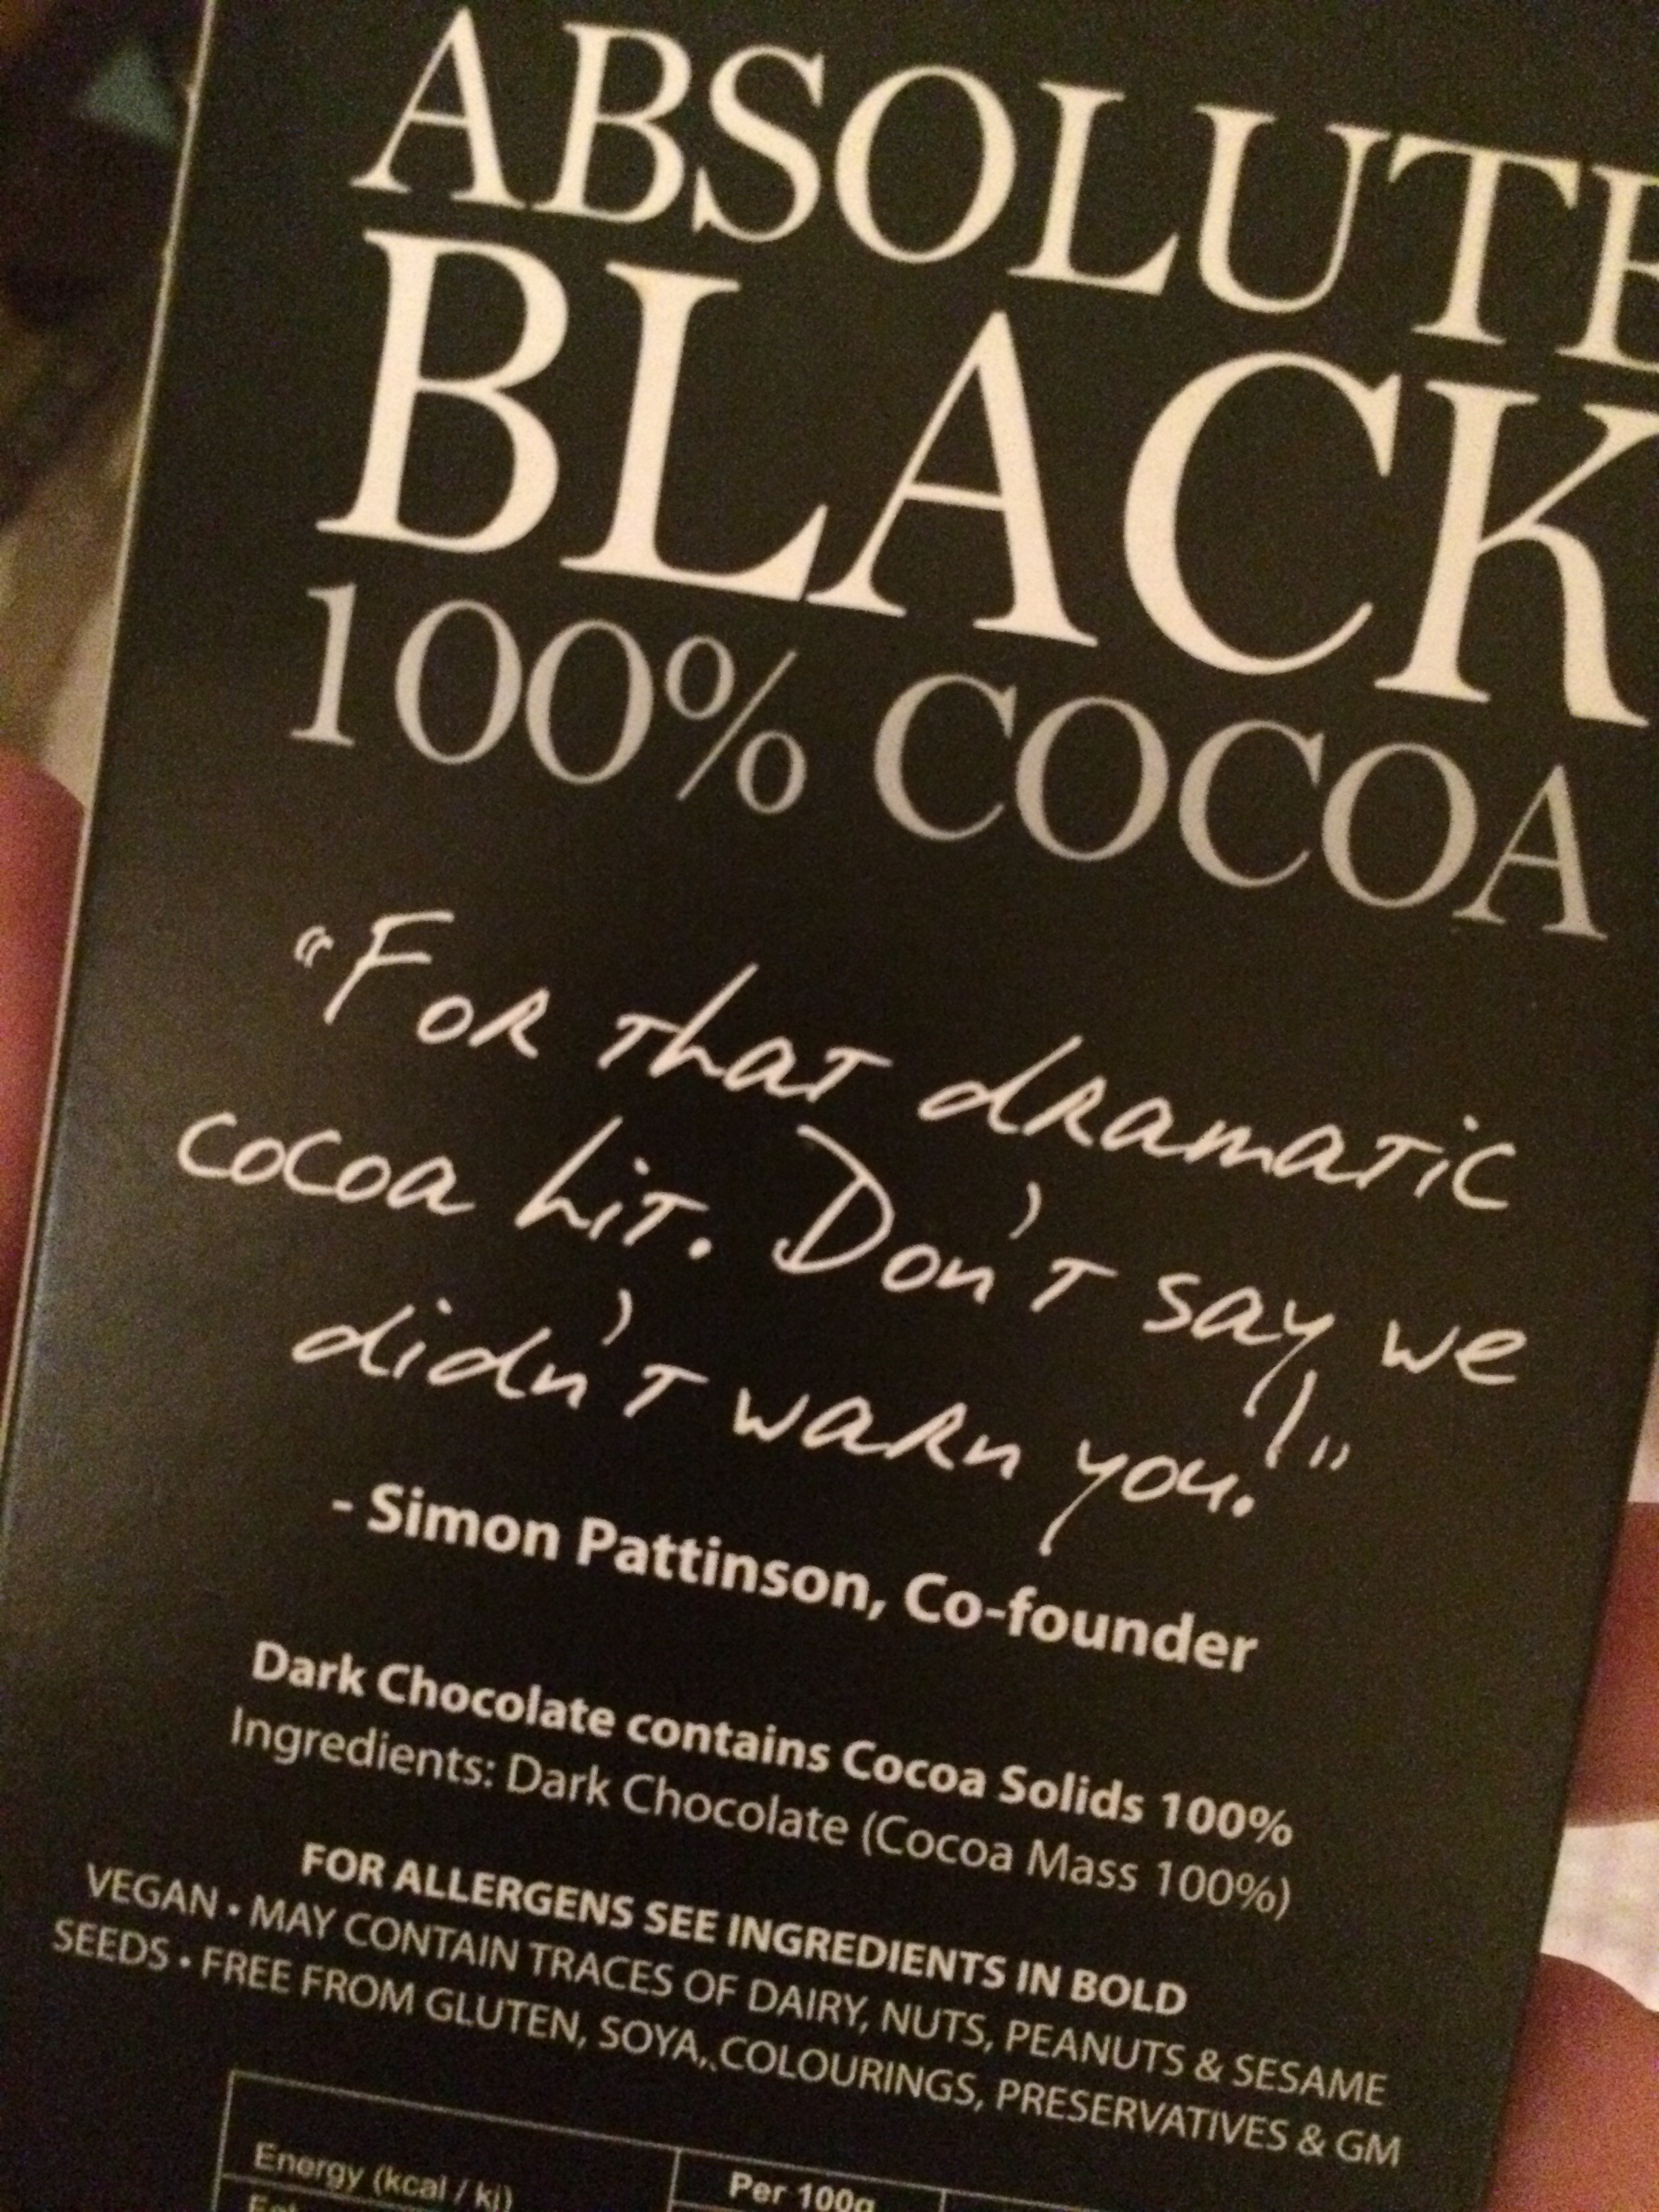 ABSOLUTE
BLACK
100% COCOA
“For that dramatic
cocoa hit. Don't say, we
didn't warn you!”
- Simon Pattinson, Co-founder
Dark Chocolate contains Cocoa Solids 100%
Ingredients: Dark Chocolate (Cocoa Mass 100%)
FOR ALLERGENS SEE INGREDIENTS IN BOLD
VEGAN • MAY CONTAIN TRACES OF DAIRY, NUTS, PEANUTS & SESAME
SEEDS • FREE FROM GLUTEN, SOYA, COLOURINGS, PRESERVATIVES & GM
Per 100g
Energy (kcal / kj)